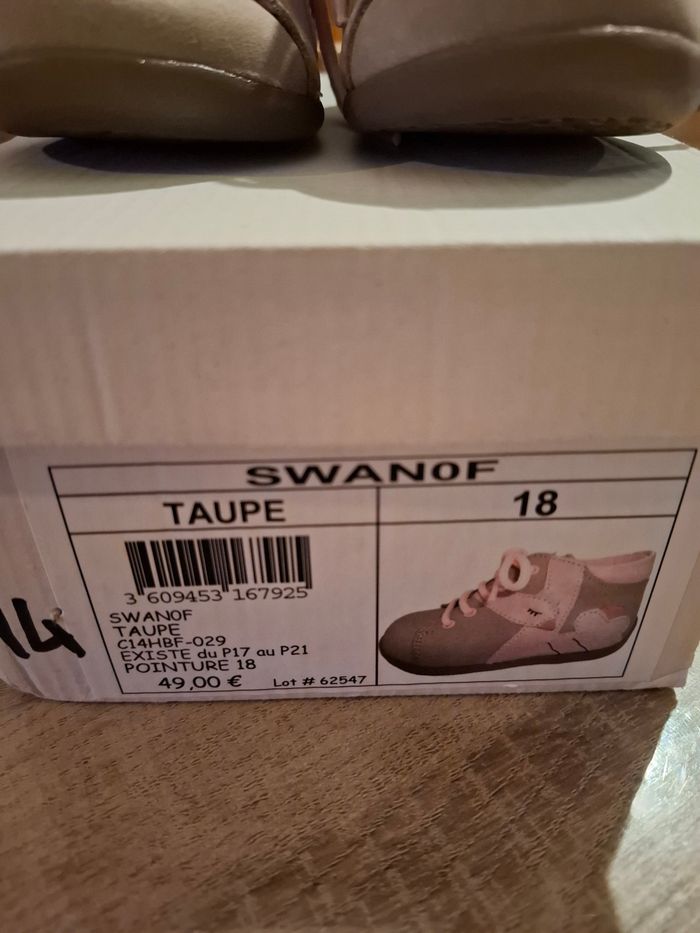 SWANOF
TAUPE
18
3 609453 167925
SWANOF
TAUPE
C14HBF-029
EXISTE du P17 au P21
POINTURE 18
49,00 € Lot # 62547
14